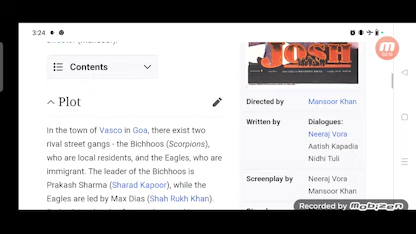 3:24
JOSH
Contents
Plot
In the town of Vasco in Goa, there exist two
rival street gangs - the Bichhoos (Scorpions),
who are local residents, and the Eagles, who are
immigrant. The leader of the Bichhoos is
Prakash Sharma (Sharad Kapoor), while the
Eagles are led by Max Dias (Shah Rukh Khan).
Directed by Mansoor Khan
Written by Dialogues:
Neeraj Vora
Aatish Kapadia
Nidhi Tuli
Screenplay by Neeraj Vora
Mansoor Khan
Recorded by Mobizen